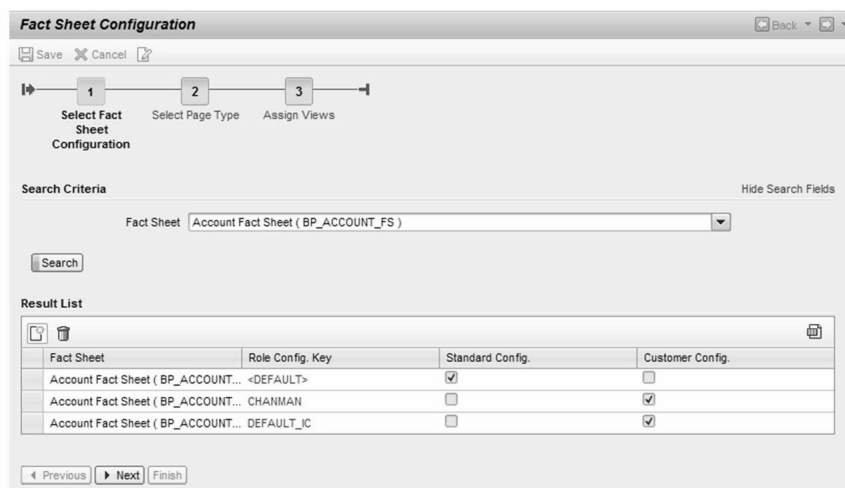 Fact Sheet Configuration Back
Save Cancel
1 2 3
Select Fact Sheet Configuration Select Page Type Assign Views
Search Criteria Hide Search Fields
Fact Sheet Account Fact Sheet ( BP_ACCOUNT_FS )
Search
Result List
Fact Sheet Role Config. Key Standard Config. Customer Config.
Account Fact Sheet ( BP_ACCOUNT... <DEFAULT>
Account Fact Sheet ( BP_ACCOUNT... CHANMAN
Account Fact Sheet ( BP_ACCOUNT... DEFAULT_IC
Previous Next Finish